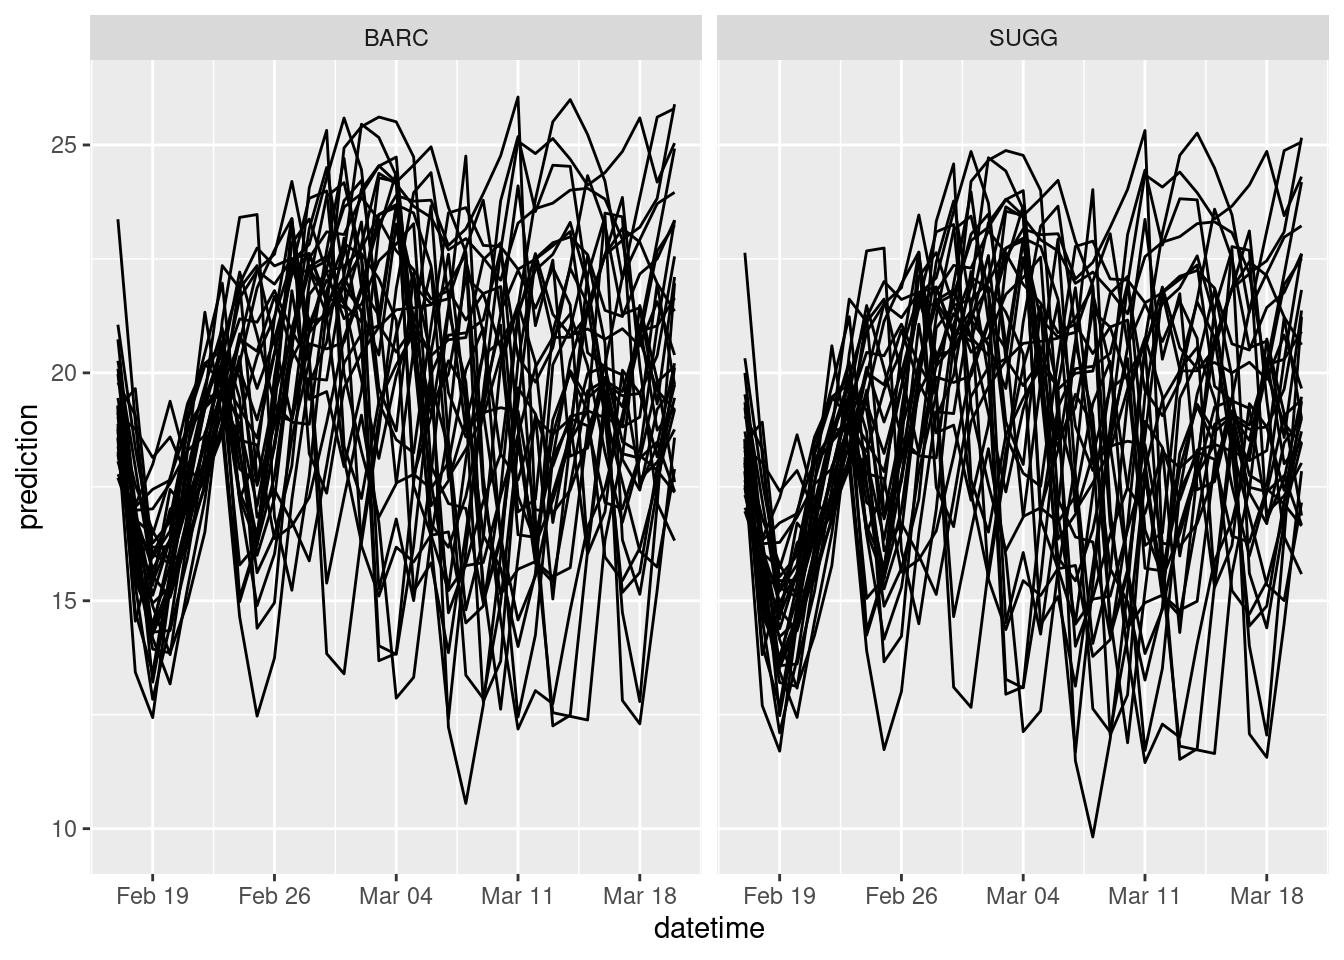 BARC
SUGG
prediction
25
20
15
10
Feb 19
Feb 26
Mar 04
Mar 11
Mar 18
Feb 19
Feb 26
Mar 04
Mar 11
Mar 18
datetime